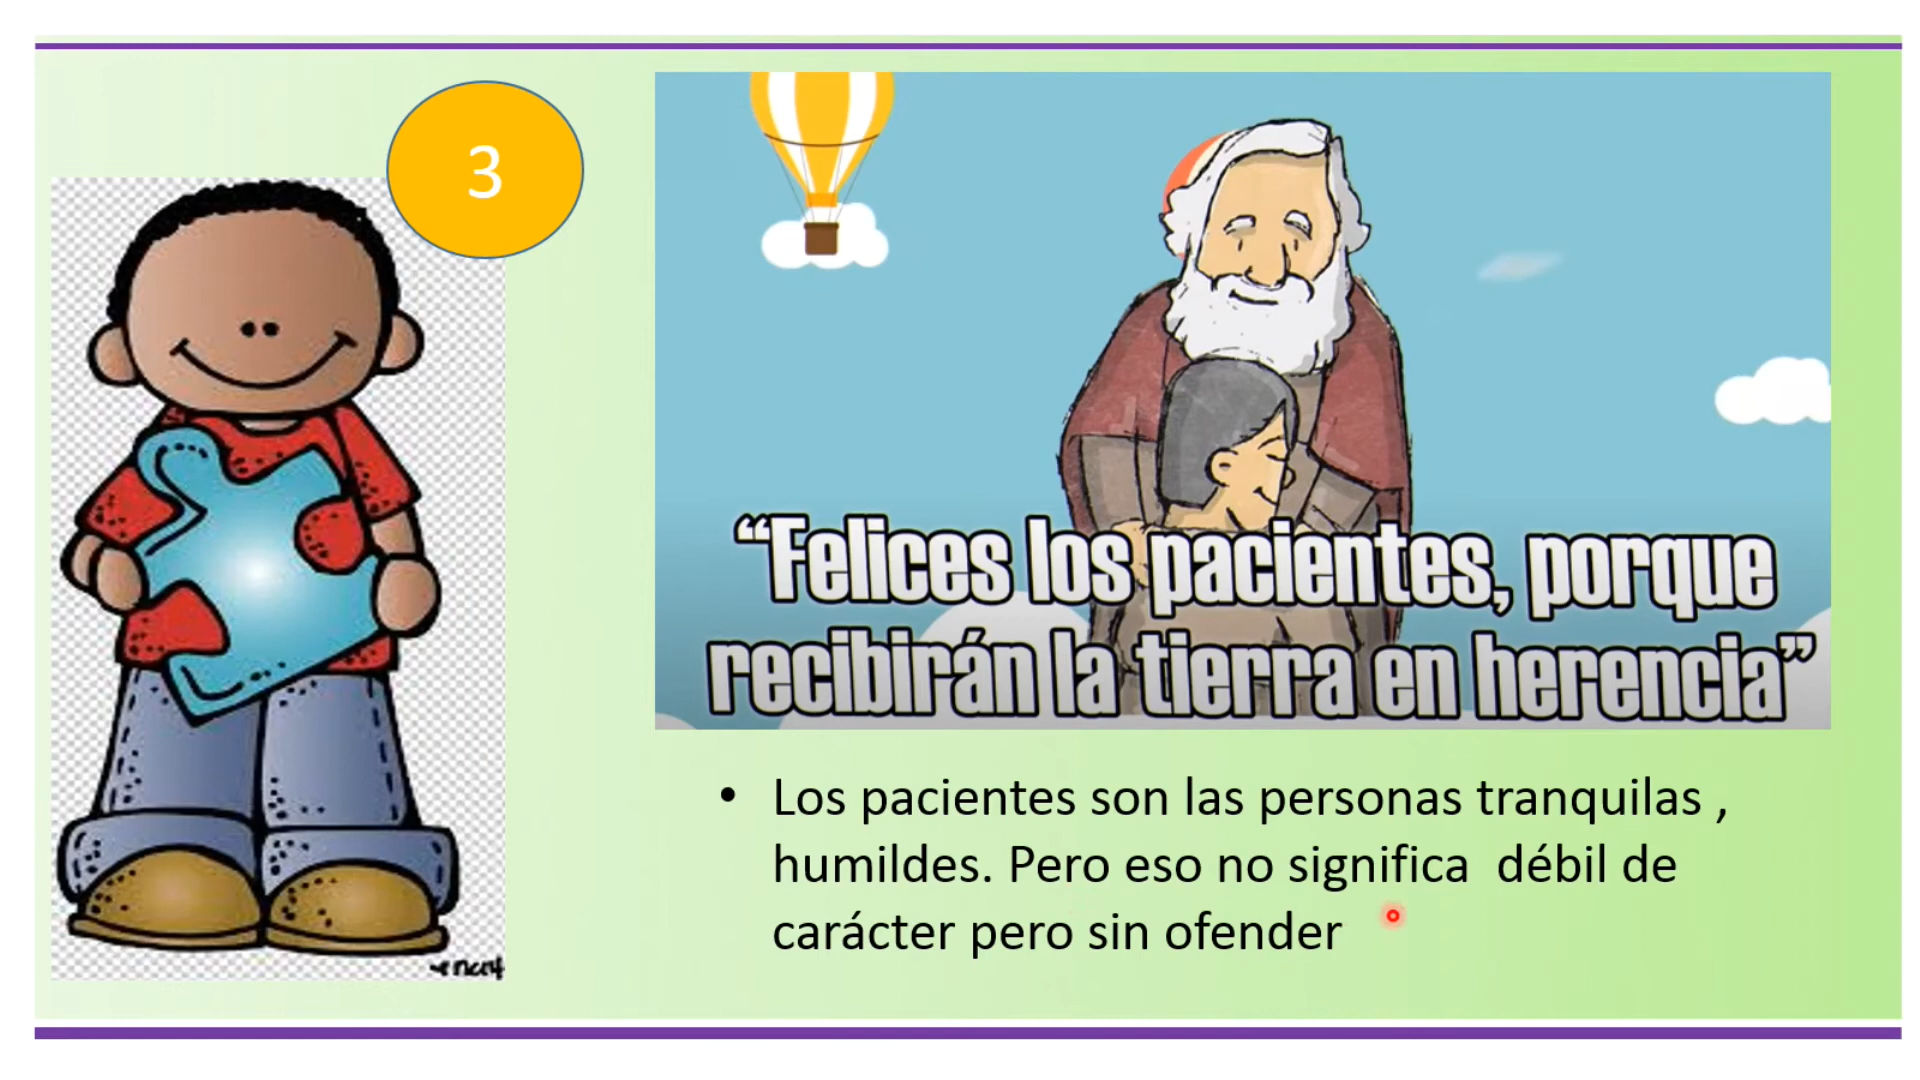 3
“Felices los pacientes, porque
recibirán la tierra en herencia”
• Los pacientes son las personas tranquilas ,
humildes. Pero eso no significa  débil de
carácter pero sin ofender